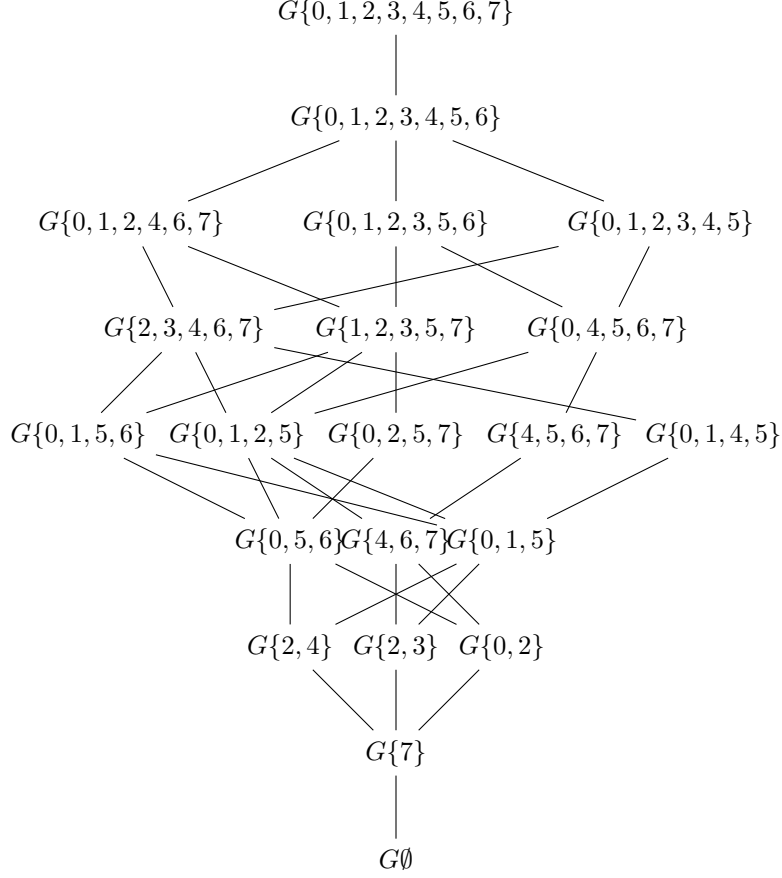 G{0, 1, 2, 3, 4, 5, 6, 7}
G{0, 1, 2, 3, 4, 5, 6}
G{0, 1, 2, 4, 6, 7} G{0, 1, 2, 3, 5, 6} G{0, 1, 2, 3, 4, 5}
G{2, 3, 4, 6, 7} G{1, 2, 3, 5, 7} G{0, 4, 5, 6, 7}
G{0, 1, 5, 6} G{0, 1, 2, 5} G{0, 2, 5, 7} G{4, 5, 6, 7} G{0, 1, 4, 5}
G{0, 5, 6} G{4, 6, 7} G{0, 1, 5}
G{2, 4} G{2, 3} G{0, 2}
G{7}
G∅